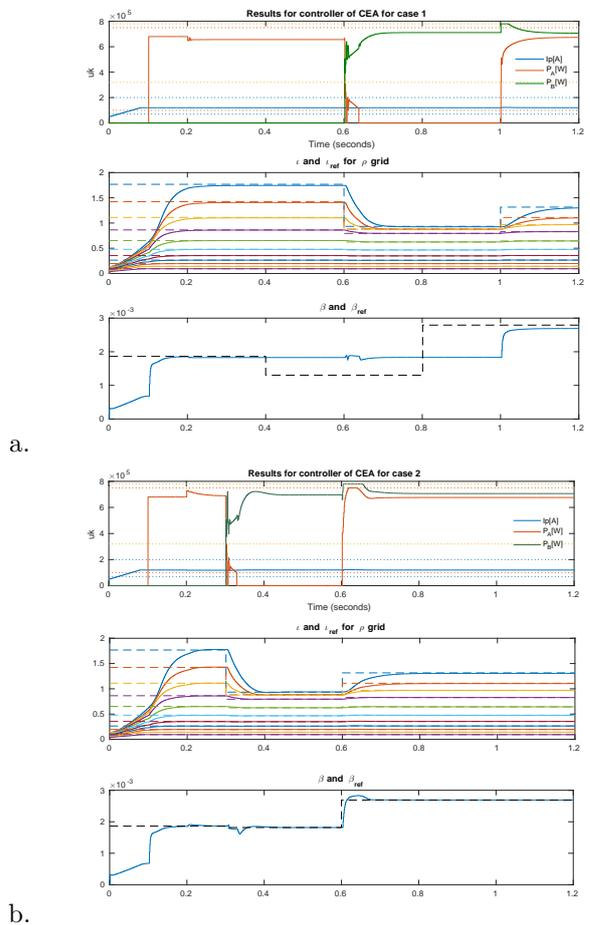 Results for controller of CEA for case 1
×10^5
8
6
4
2
0
uk
Ip[A]
P_A[W]
P_B[W]
0 0.2 0.4 0.6 0.8 1 1.2
Time (seconds)
ι and ι_ref for ρ grid
2
1.5
1
0.5
0
0 0.2 0.4 0.6 0.8 1 1.2
β and β_ref
×10^-3
3
2
1
0
0 0.2 0.4 0.6 0.8 1 1.2
a.
Results for controller of CEA for case 2
×10^5
8
6
4
2
0
uk
Ip[A]
P_A[W]
P_B[W]
0 0.2 0.4 0.6 0.8 1 1.2
Time (seconds)
ι and ι_ref for ρ grid
2
1.5
1
0.5
0
0 0.2 0.4 0.6 0.8 1 1.2
β and β_ref
×10^-3
3
2
1
0
0 0.2 0.4 0.6 0.8 1 1.2
b.